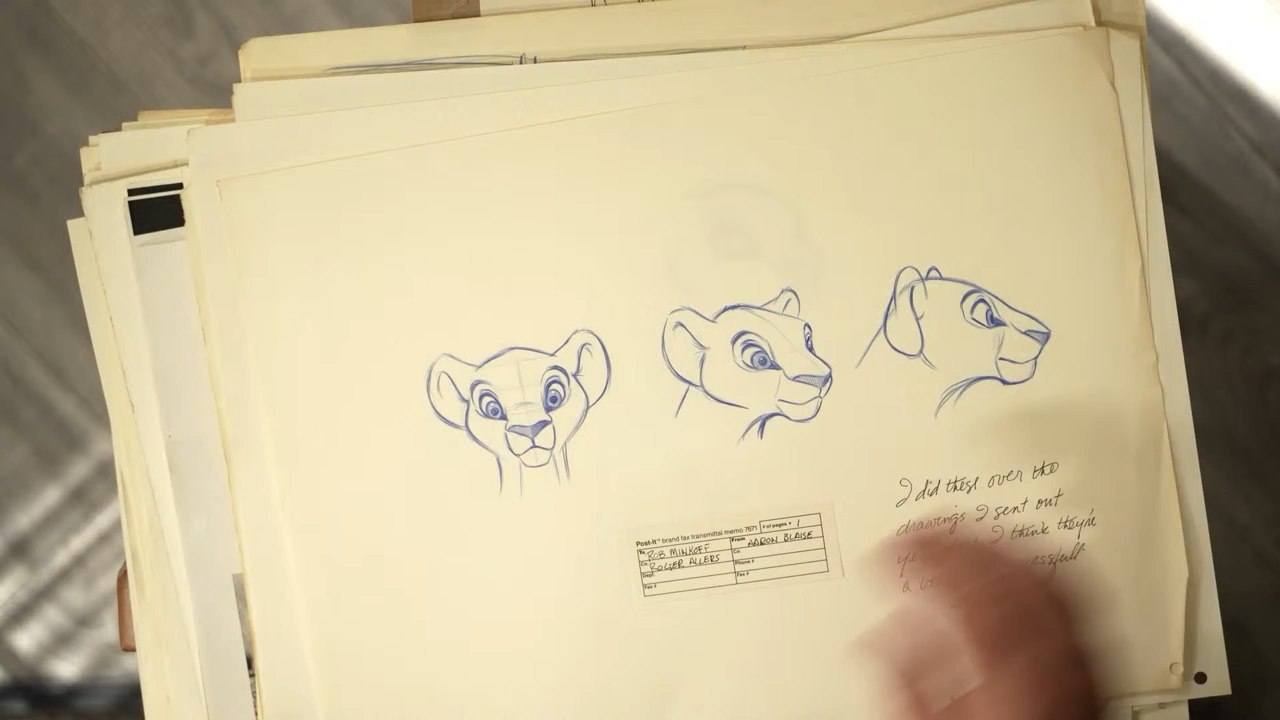 I did these over the
drawings I sent out
I think they're
Post-it™ brand fax transmittal memo 7671 # of pages ▸ 1
To ROB MINKOFF From AARON BLAISE
Co. ROGER ALLERS Co.
Dept. Phone #
Fax # Fax #